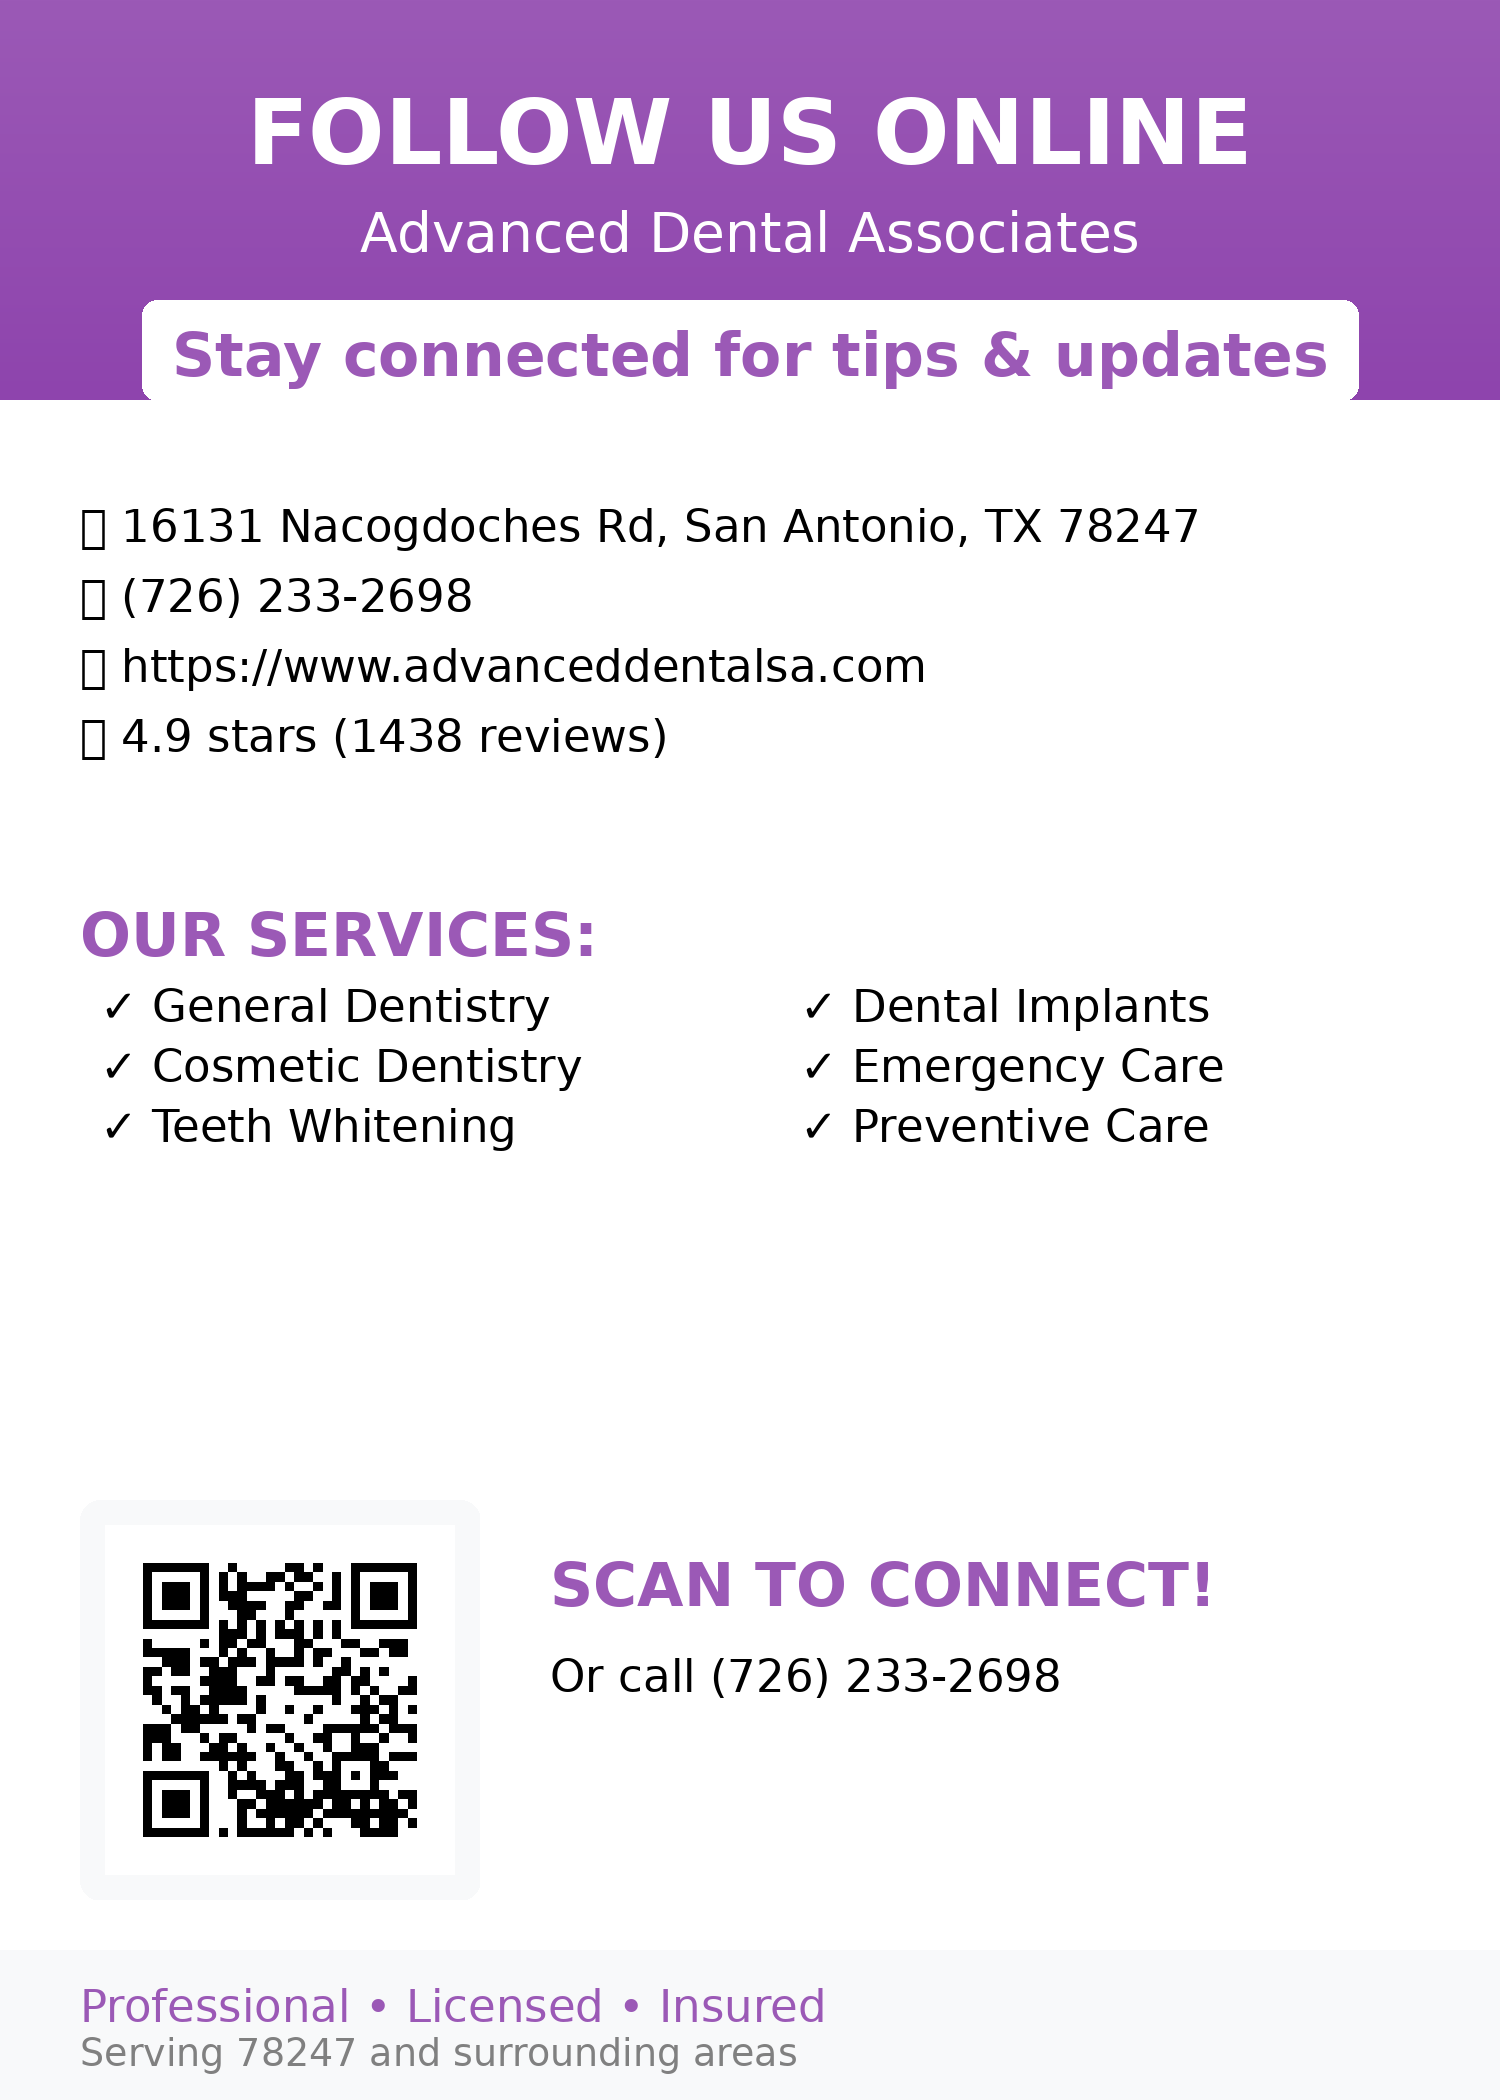 FOLLOW US ONLINE
Advanced Dental Associates
Stay connected for tips & updates
16131 Nacogdoches Rd, San Antonio, TX 78247
(726) 233-2698
https://www.advanceddentalsa.com
4.9 stars (1438 reviews)
OUR SERVICES:
✓ General Dentistry
✓ Cosmetic Dentistry
✓ Teeth Whitening
✓ Dental Implants
✓ Emergency Care
✓ Preventive Care
SCAN TO CONNECT!
Or call (726) 233-2698
Professional • Licensed • Insured
Serving 78247 and surrounding areas